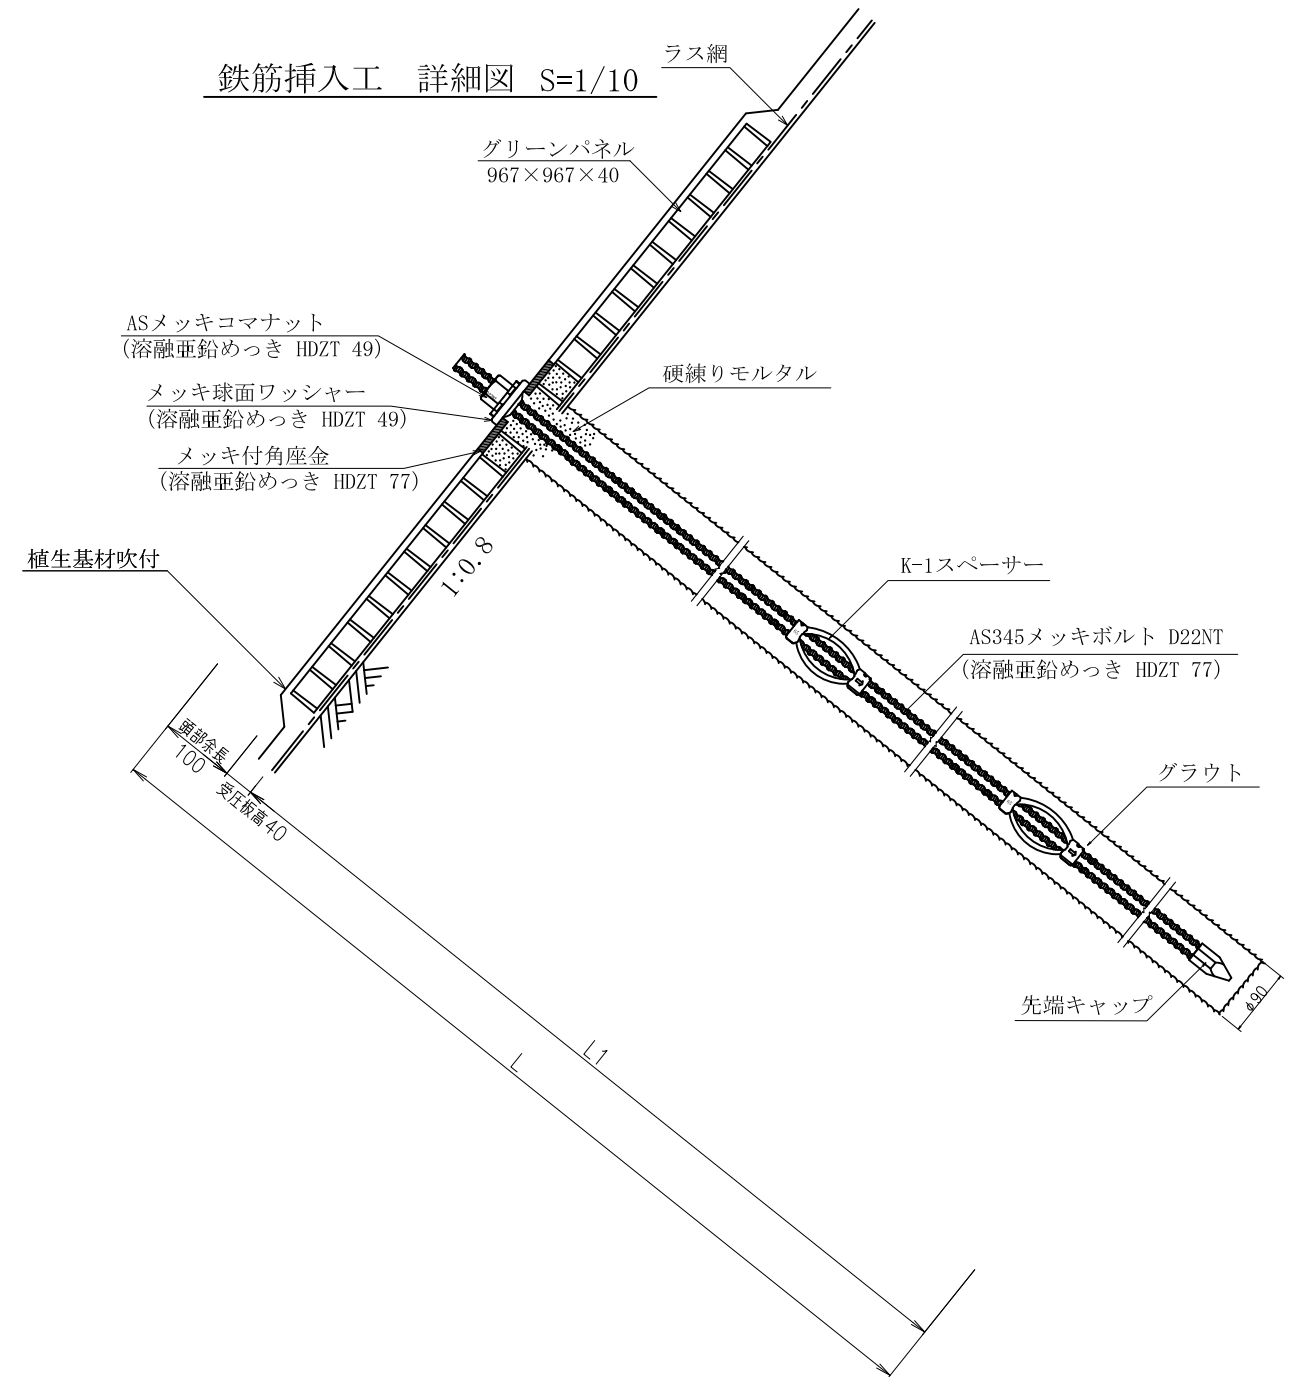 鉄筋挿入工　詳細図　S=1/10
ラス網
グリーンパネル
967×967×40
ASメッキコマナット
(溶融亜鉛めっき HDZT 49)
メッキ球面ワッシャー
(溶融亜鉛めっき HDZT 49)
メッキ付角座金
(溶融亜鉛めっき HDZT 77)
硬練りモルタル
植生基材吹付
1:0.8
K-1スペーサー
AS345メッキボルト D22NT
(溶融亜鉛めっき HDZT 77)
頭部余長
100
受圧板高40
グラウト
先端キャップ
φ90
L1
L